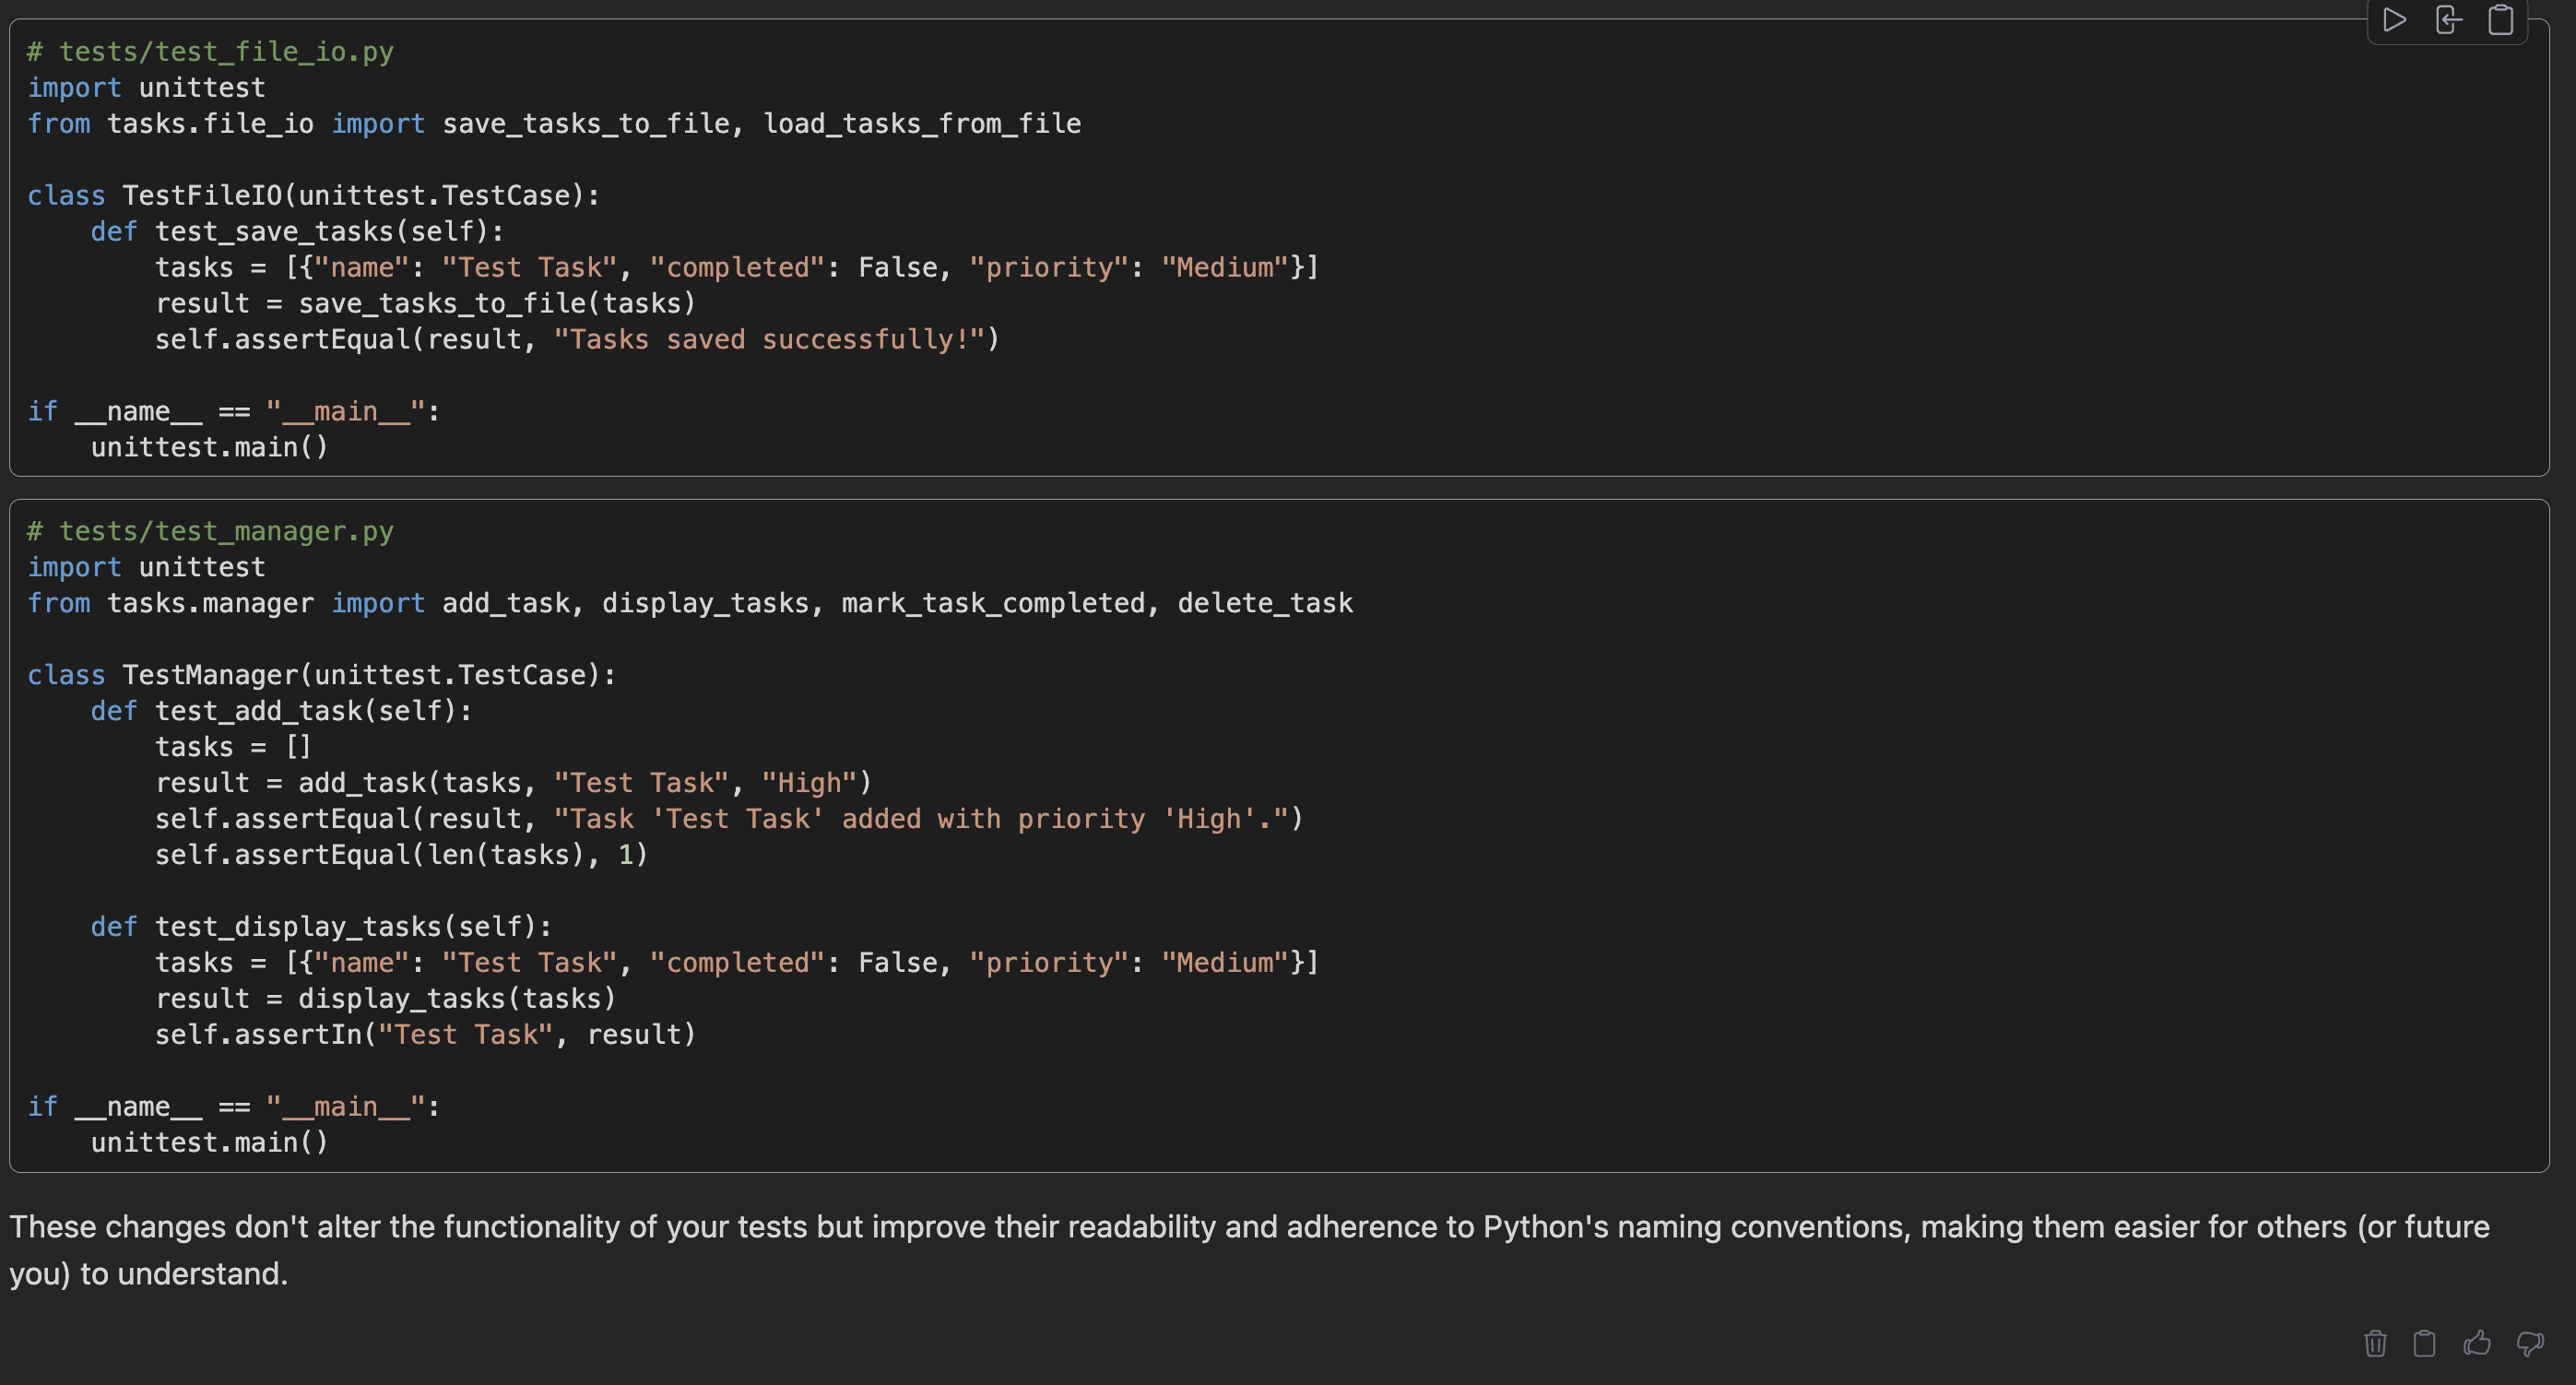 # tests/test_file_io.py
import unittest
from tasks.file_io import save_tasks_to_file, load_tasks_from_file

class TestFileIO(unittest.TestCase):
    def test_save_tasks(self):
        tasks = [{"name": "Test Task", "completed": False, "priority": "Medium"}]
        result = save_tasks_to_file(tasks)
        self.assertEqual(result, "Tasks saved successfully!")

if __name__ == "__main__":
    unittest.main()

# tests/test_manager.py
import unittest
from tasks.manager import add_task, display_tasks, mark_task_completed, delete_task

class TestManager(unittest.TestCase):
    def test_add_task(self):
        tasks = []
        result = add_task(tasks, "Test Task", "High")
        self.assertEqual(result, "Task 'Test Task' added with priority 'High'.")
        self.assertEqual(len(tasks), 1)

    def test_display_tasks(self):
        tasks = [{"name": "Test Task", "completed": False, "priority": "Medium"}]
        result = display_tasks(tasks)
        self.assertIn("Test Task", result)

if __name__ == "__main__":
    unittest.main()

These changes don't alter the functionality of your tests but improve their readability and adherence to Python's naming conventions, making them easier for others (or future
you) to understand.